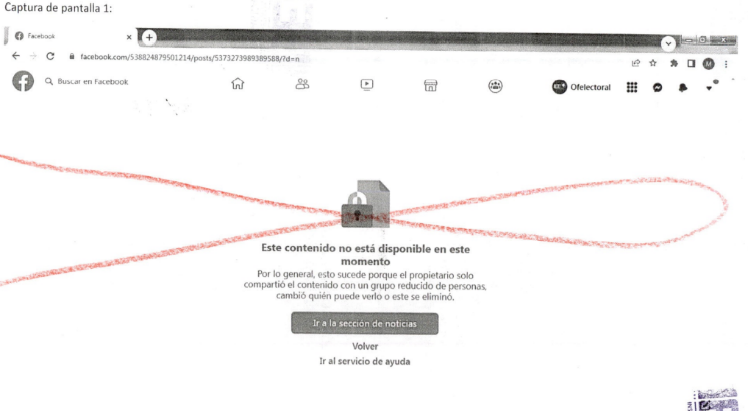 Captura de pantalla 1:
Facebook
facebook.com/538824879501214/posts/5373273989389588/?d=n
M
Buscar en Facebook
Ofelectoral
Este contenido no está disponible en este
momento
Por lo general, esto sucede porque el propietario solo
compartió el contenido con un grupo reducido de personas,
cambió quién puede verlo o este se eliminó.
Ir a la sección de noticias
Volver
Ir al servicio de ayuda